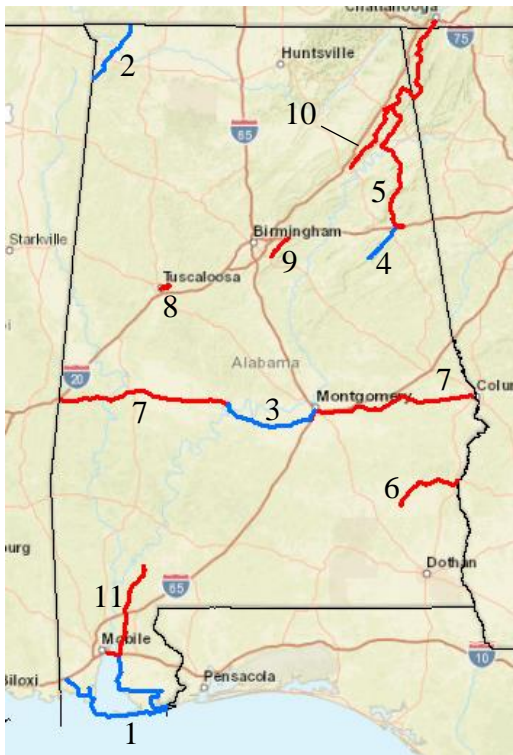 Chattanooga
75
2
Huntsville
65
10
5
Birmingham
Starkville
9
4
Tuscaloosa
8
Alabama
20
7
3
Montgomery
7
Colu
6
burg
Dothan
11
65
Mobile
10
Biloxi
Pensacola
1